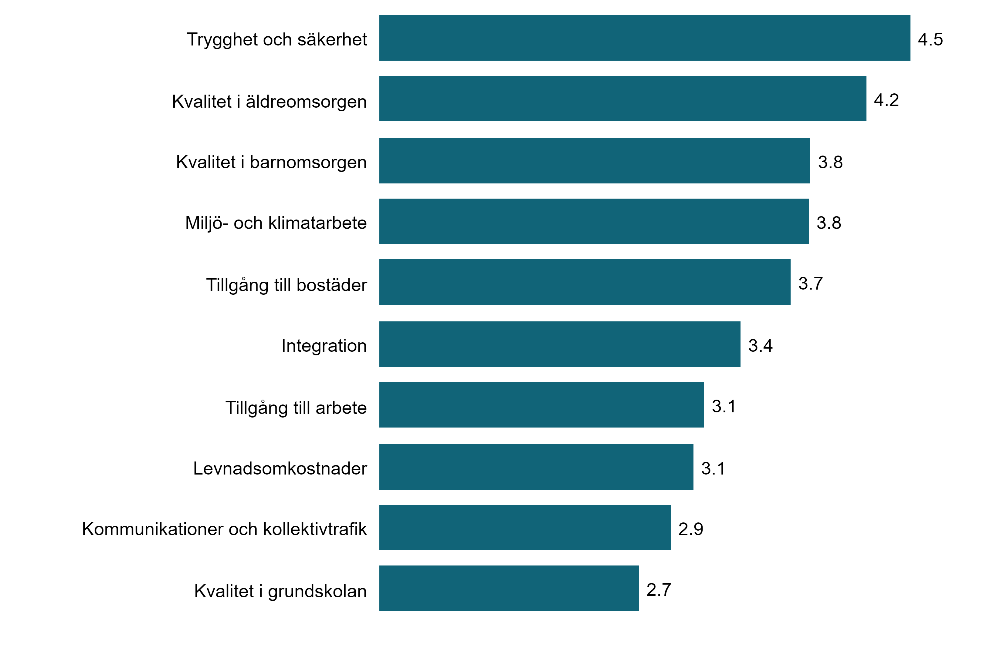 Trygghet och säkerhet 4.5
Kvalitet i äldreomsorgen 4.2
Kvalitet i barnomsorgen 3.8
Miljö- och klimatarbete 3.8
Tillgång till bostäder 3.7
Integration 3.4
Tillgång till arbete 3.1
Levnadsomkostnader 3.1
Kommunikationer och kollektivtrafik 2.9
Kvalitet i grundskolan 2.7